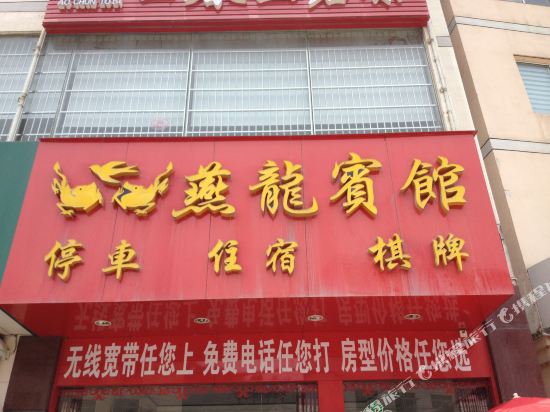 燕龍賓館
停車 住宿 棋牌
无线宽带任您上 免费电话任您打 房型价格任您选